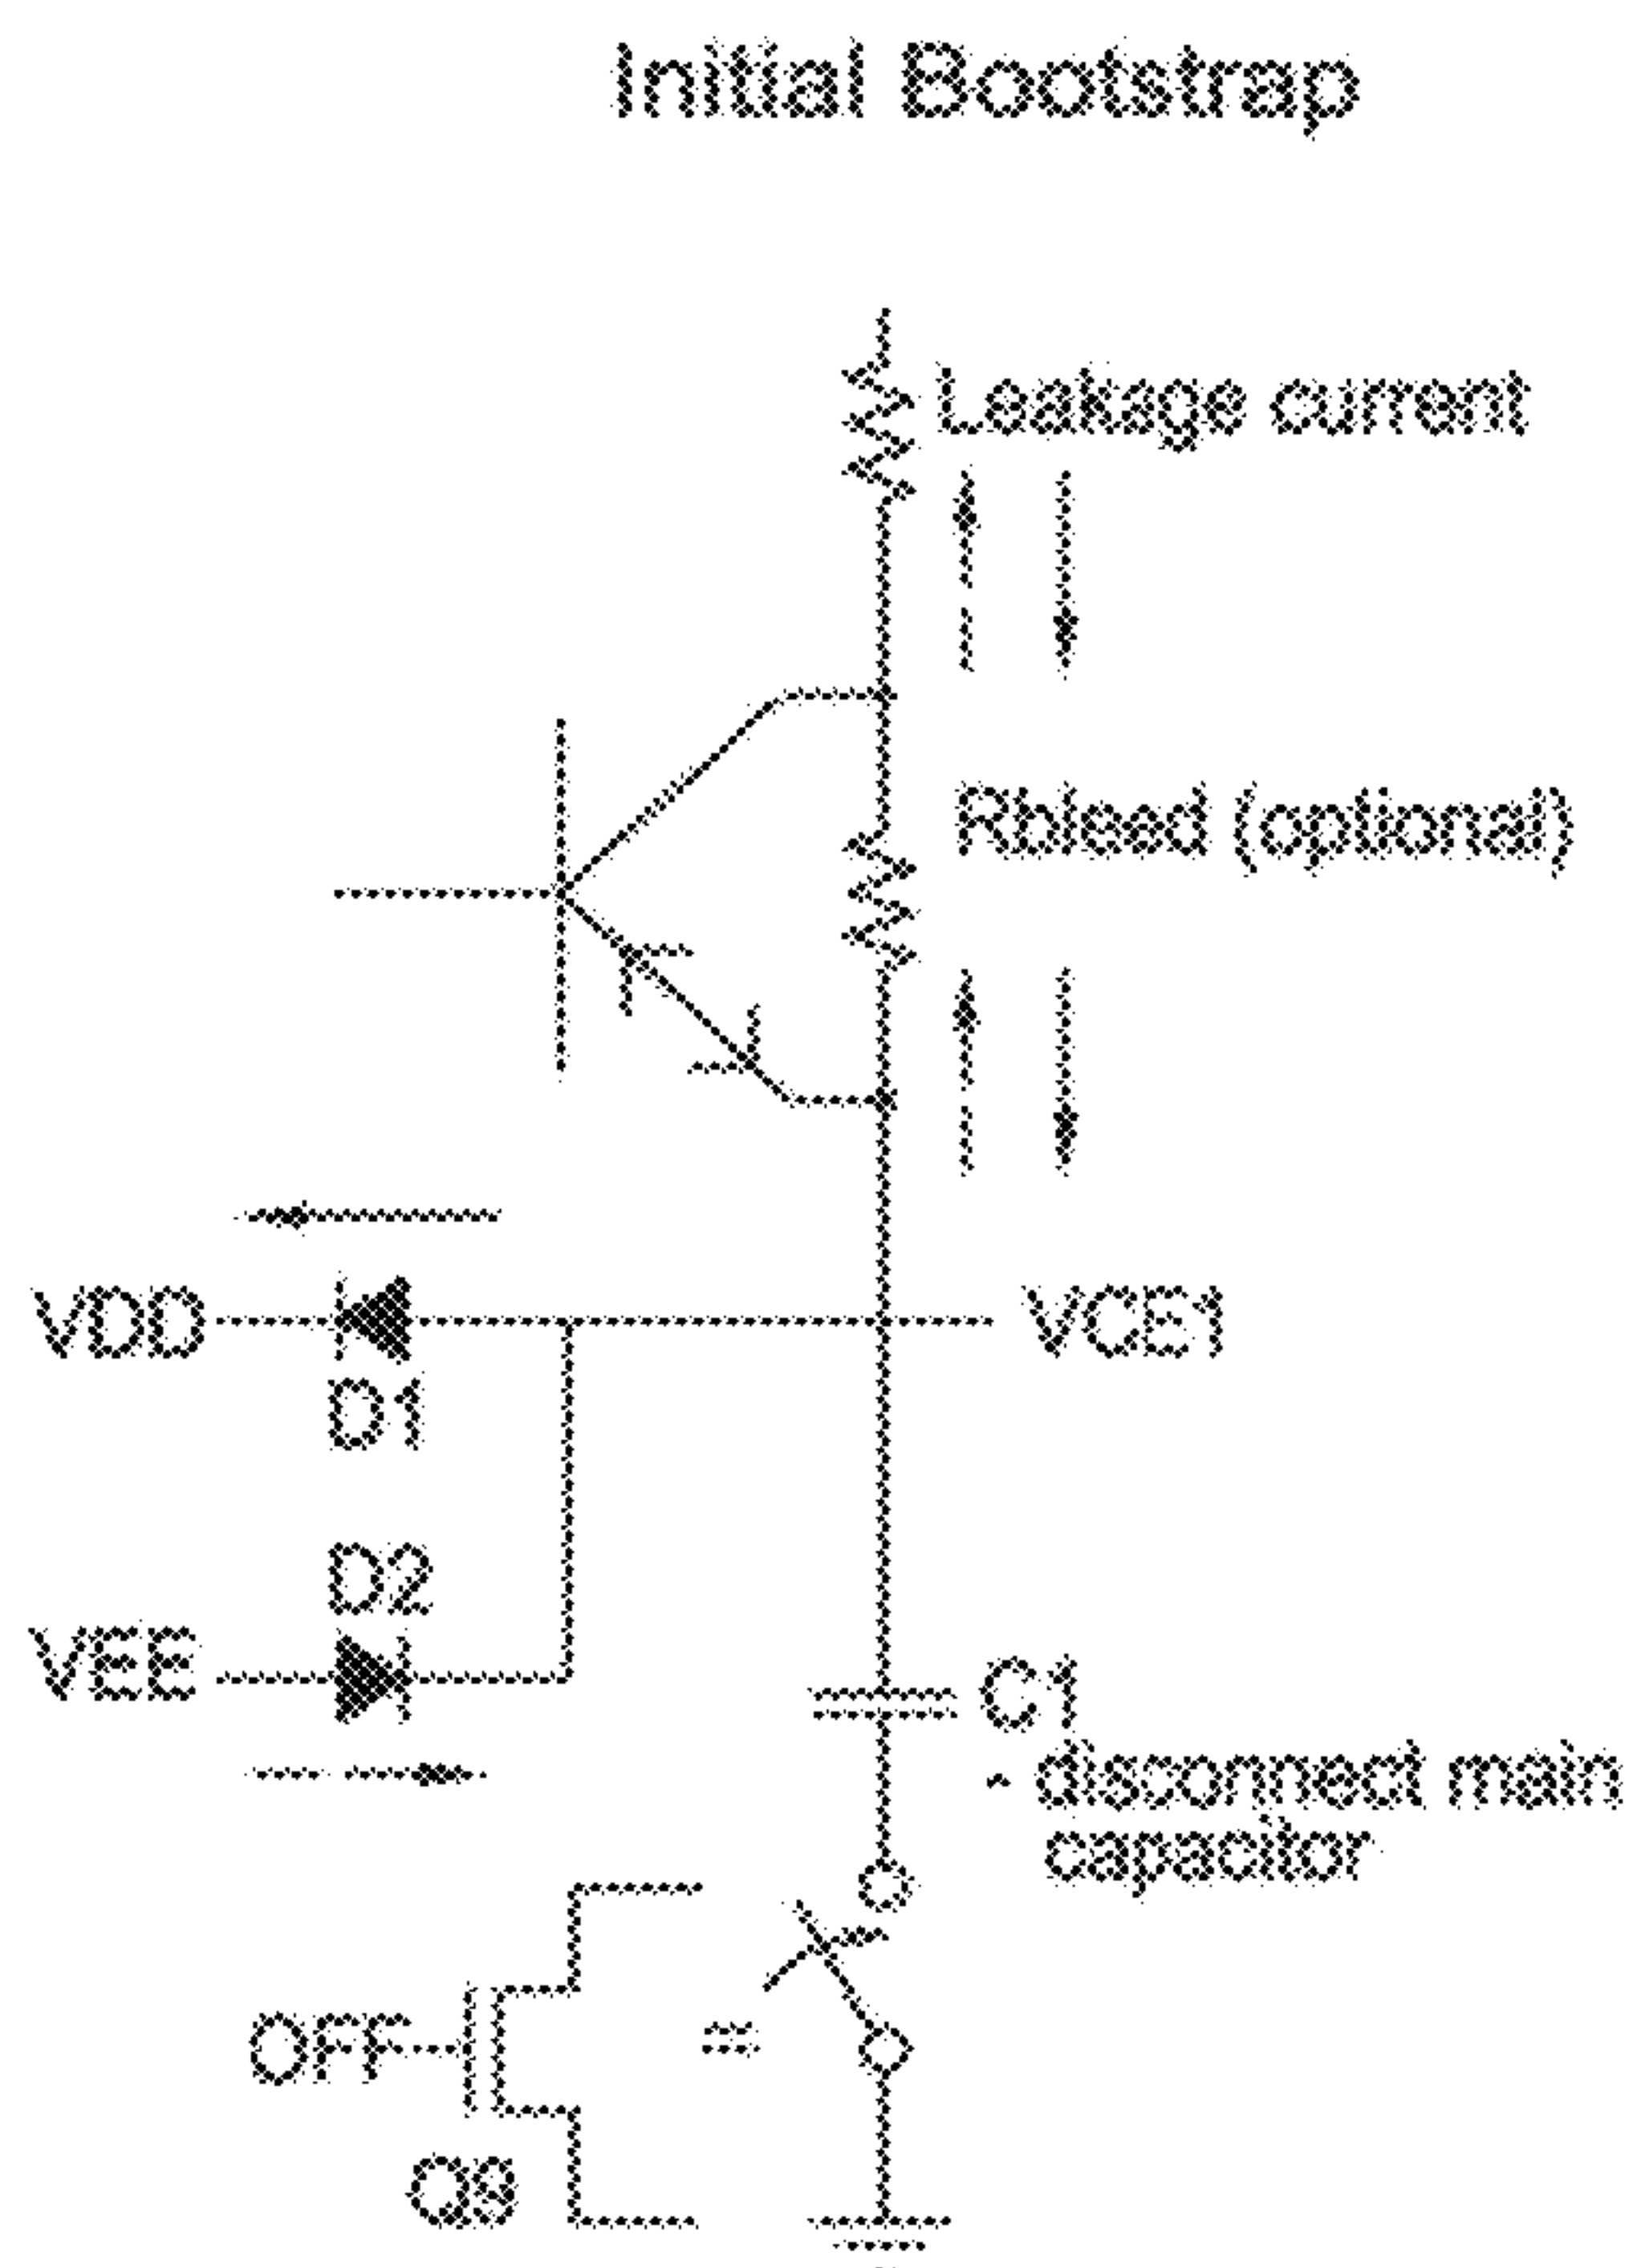 Initial Bootstrap
Leakage current
Rbleed (optional)
VDD
D1
VCE1
D2
VEE
C1
- disconnect main
capacitor
OFF
=
Q9